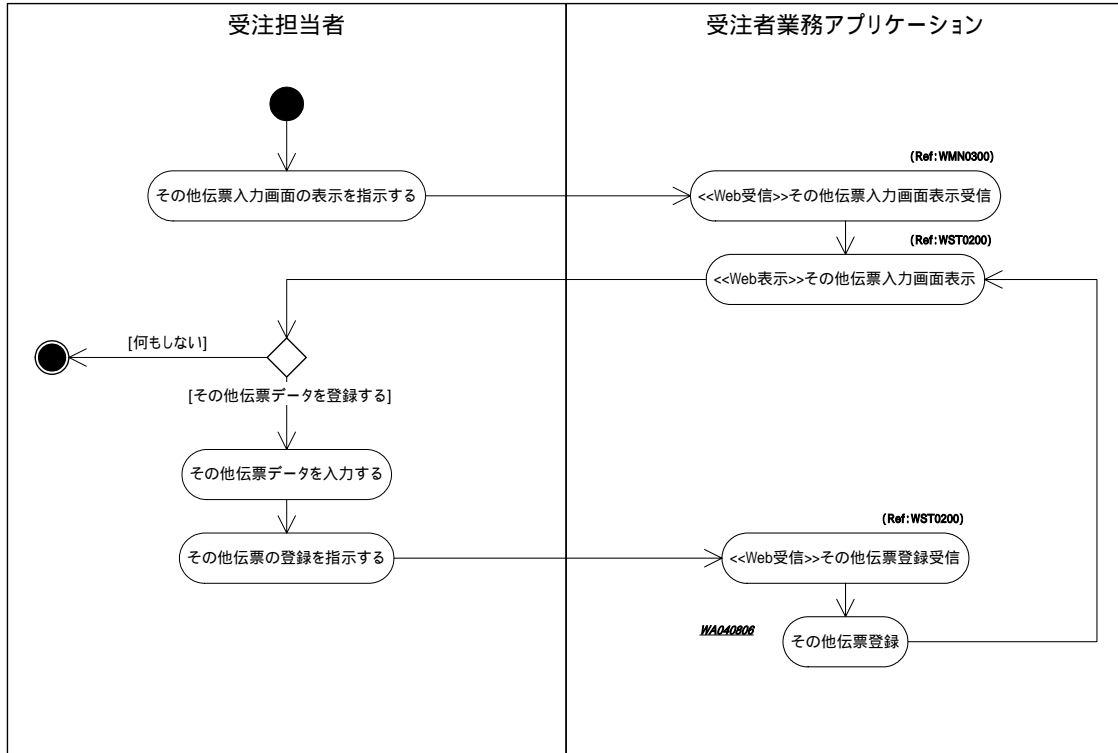 受注担当者
受注者業務アプリケーション
(Ref:WMN0300)
その他伝票入力画面の表示を指示する
<<Web受信>>その他伝票入力画面表示受信
(Ref:WST0200)
<<Web表示>>その他伝票入力画面表示
[何もしない]
[その他伝票データを登録する]
その他伝票データを入力する
(Ref:WST0200)
その他伝票の登録を指示する
<<Web受信>>その他伝票登録受信
WA040806
その他伝票登録